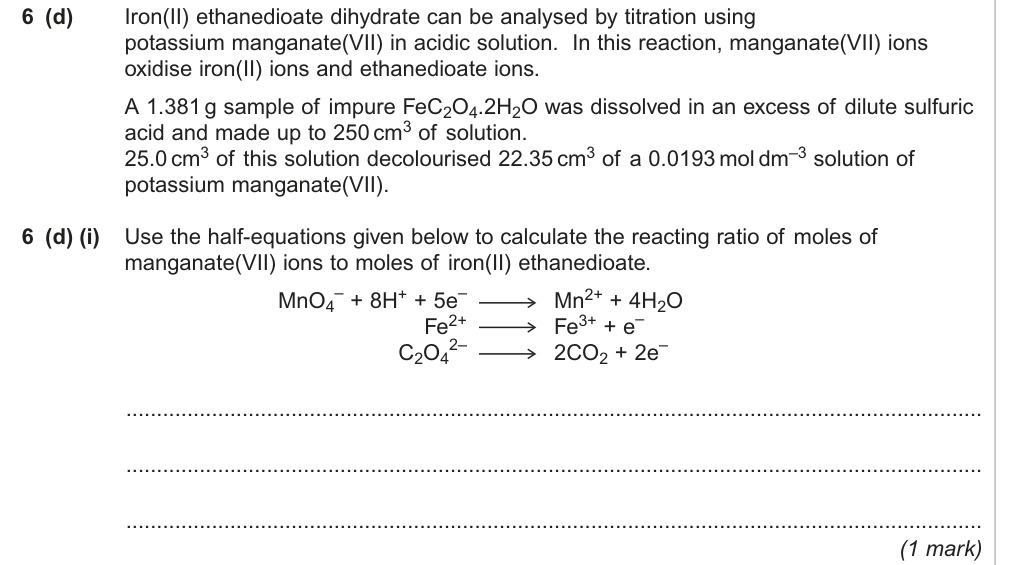 6 (d) Iron(II) ethanedioate dihydrate can be analysed by titration using
potassium manganate(VII) in acidic solution. In this reaction, manganate(VII) ions
oxidise iron(II) ions and ethanedioate ions.
A 1.381 g sample of impure FeC₂O₄.2H₂O was dissolved in an excess of dilute sulfuric
acid and made up to 250 cm³ of solution.
25.0 cm³ of this solution decolourised 22.35 cm³ of a 0.0193 mol dm⁻³ solution of
potassium manganate(VII).
6 (d) (i) Use the half-equations given below to calculate the reacting ratio of moles of
manganate(VII) ions to moles of iron(II) ethanedioate.
MnO₄⁻ + 8H⁺ + 5e⁻ ⟶ Mn²⁺ + 4H₂O
Fe²⁺ ⟶ Fe³⁺ + e⁻
C₂O₄²⁻ ⟶ 2CO₂ + 2e⁻
(1 mark)